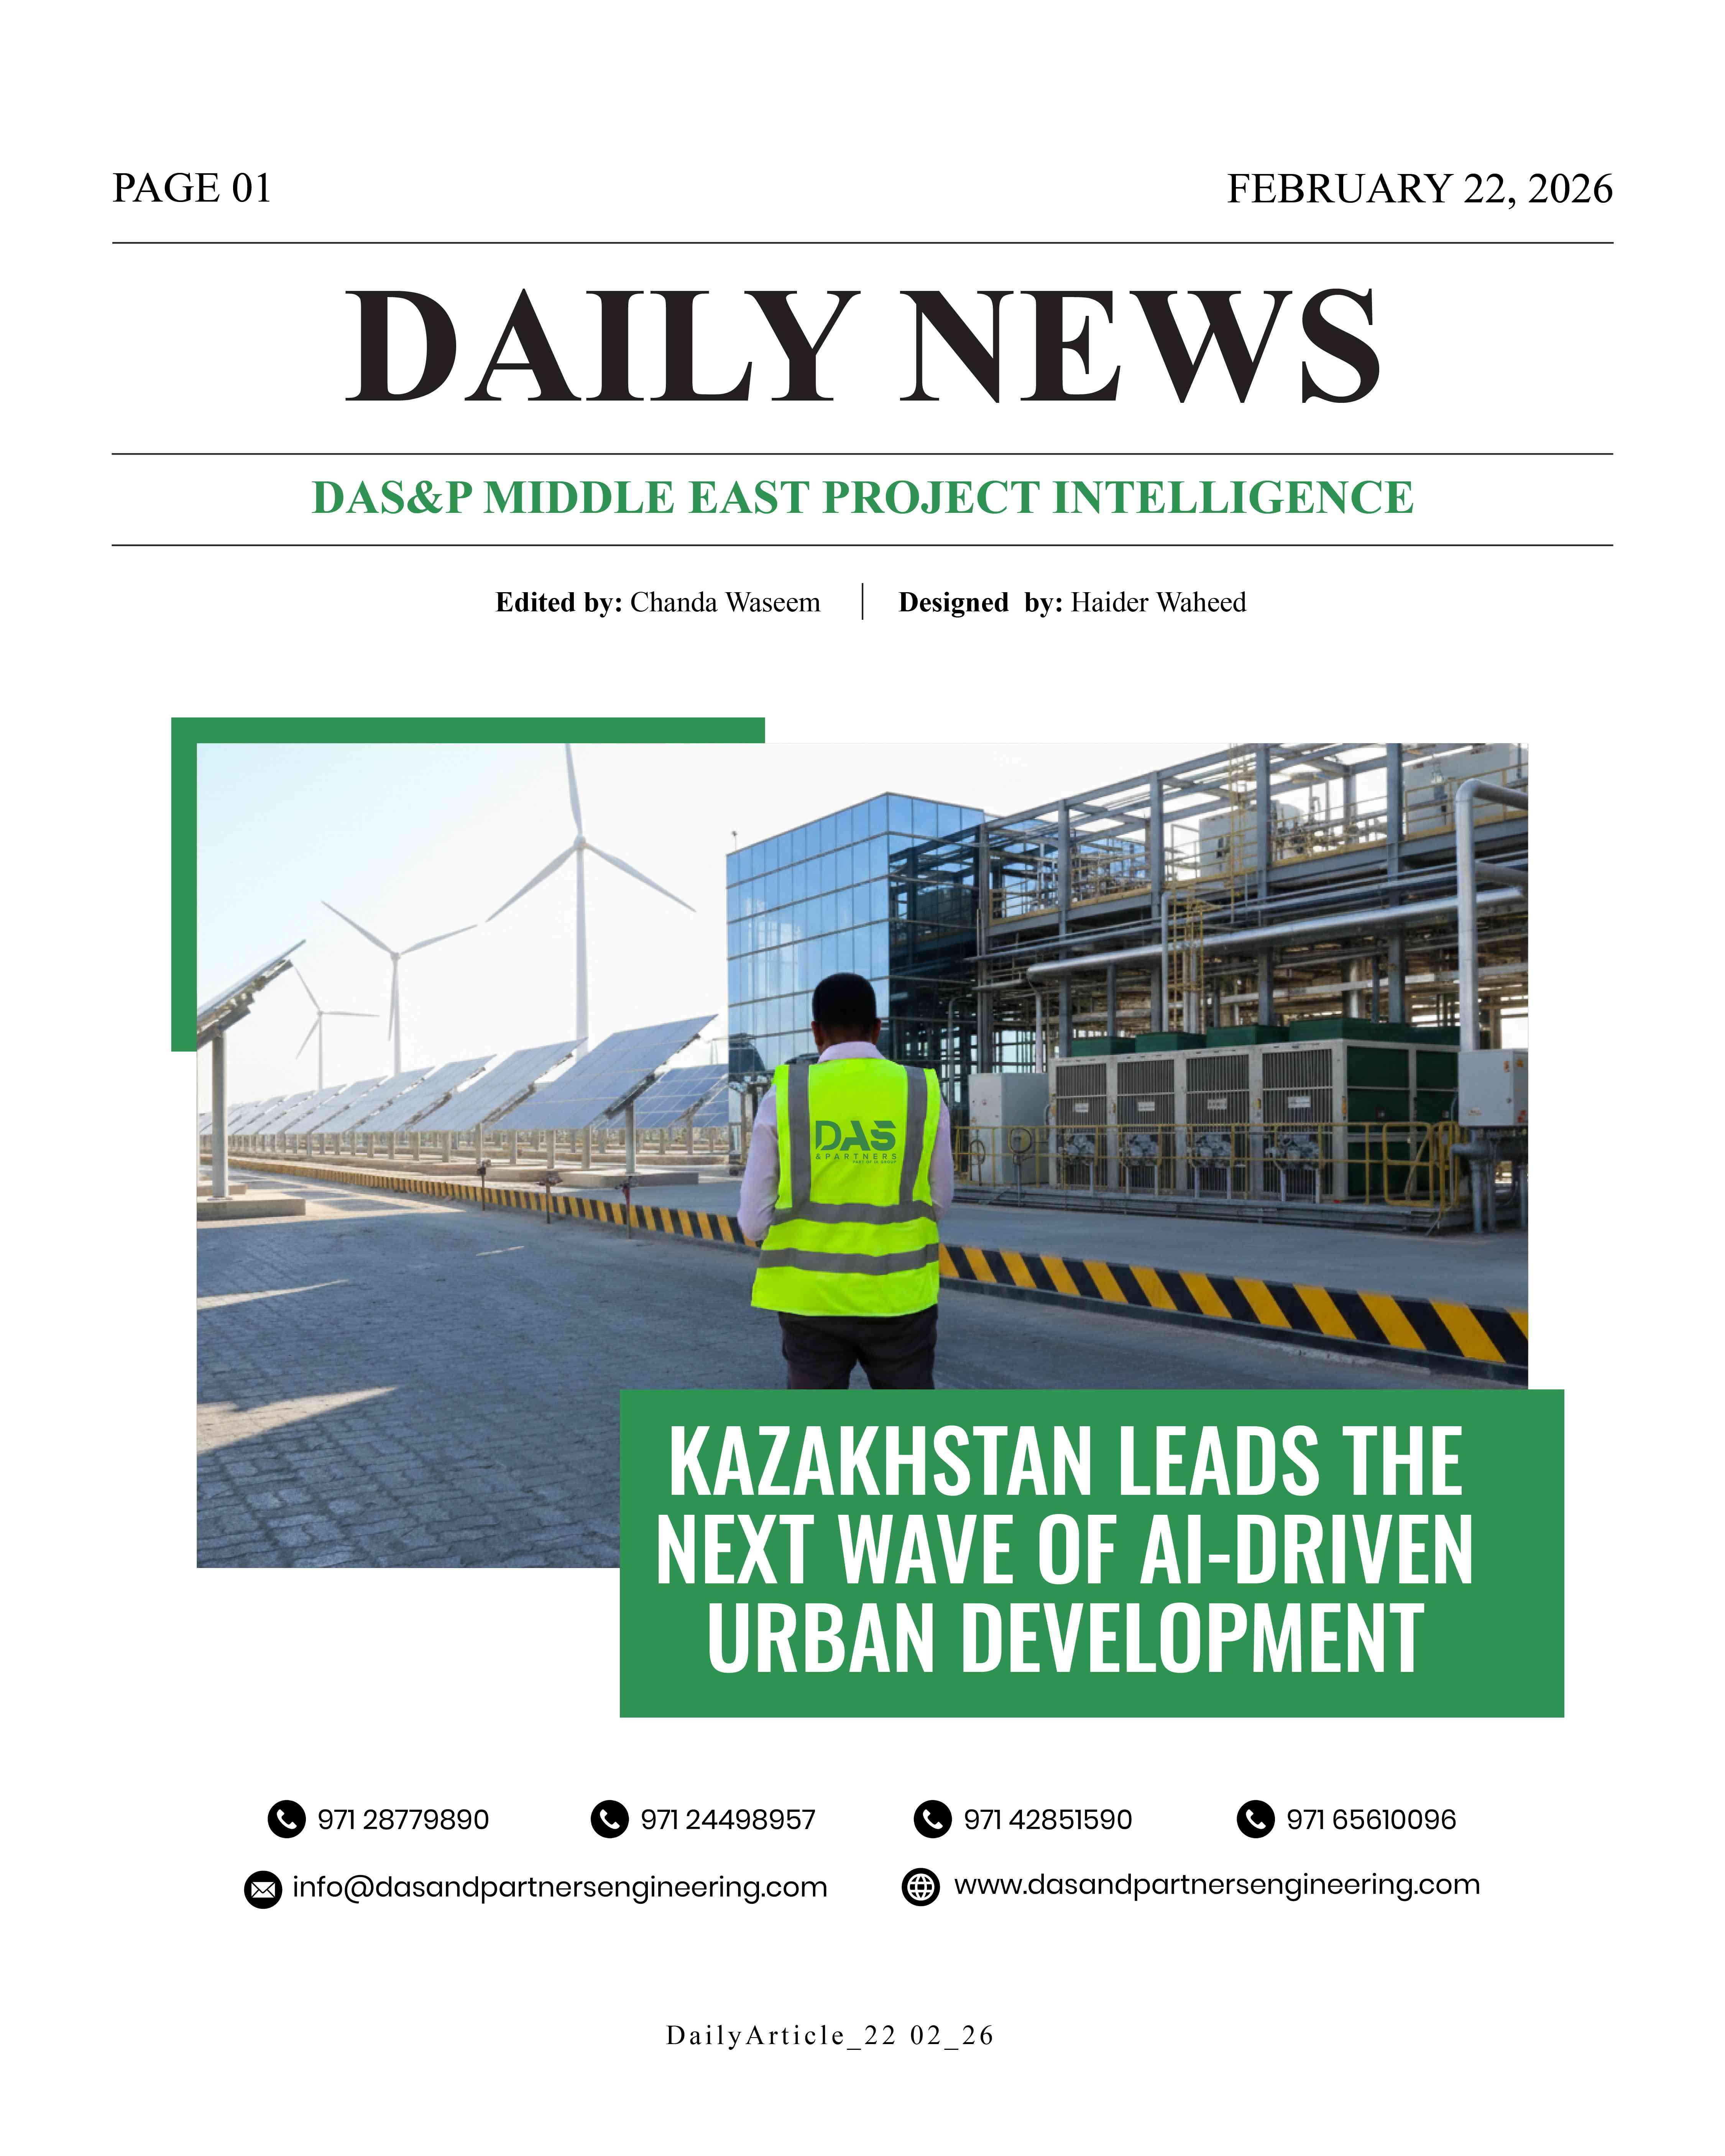 PAGE 01
FEBRUARY 22, 2026
DAILY NEWS
DAS&P MIDDLE EAST PROJECT INTELLIGENCE
Edited by: Chanda Waseem
Designed  by: Haider Waheed
DAS
& PARTNERS
KAZAKHSTAN LEADS THE
NEXT WAVE OF AI-DRIVEN
URBAN DEVELOPMENT
971 28779890
971 24498957
971 42851590
971 65610096
info@dasandpartnersengineering.com
www.dasandpartnersengineering.com
DailyArticle_22 02_26